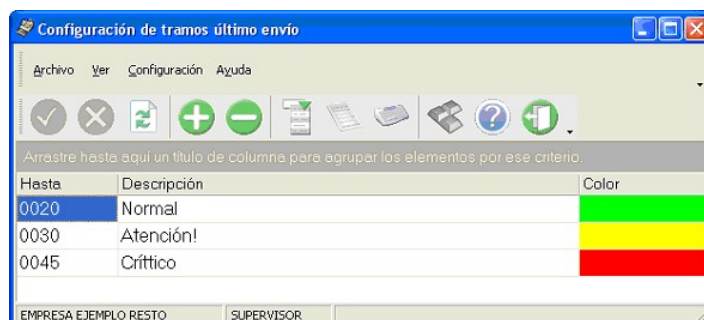 Configuración de tramos último envío
Archivo Ver Configuración Ayuda
Arrastre hasta aquí un título de columna para agrupar los elementos por ese criterio.
Hasta Descripción Color
0020 Normal
0030 Atención!
0045 Críttico
EMPRESA EJEMPLO RESTO SUPERVISOR